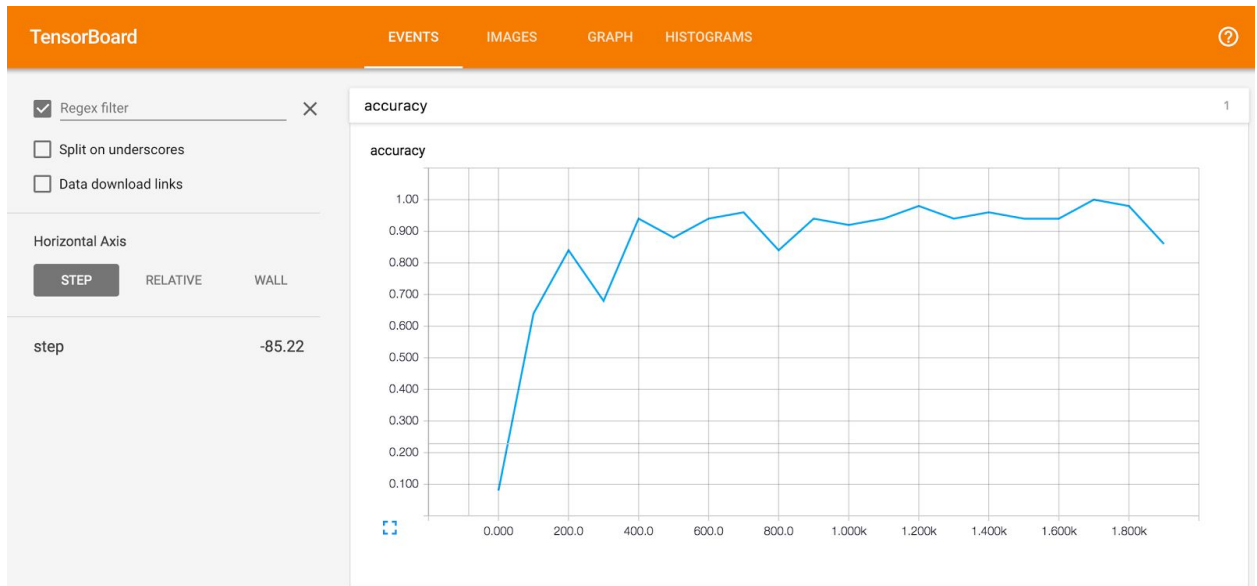 TensorBoard
EVENTS IMAGES GRAPH HISTOGRAMS
Regex filter
Split on underscores
Data download links
Horizontal Axis
STEP RELATIVE WALL
step -85.22
accuracy 1
accuracy
1.00
0.900
0.800
0.700
0.600
0.500
0.400
0.300
0.200
0.100
0.000 200.0 400.0 600.0 800.0 1.000k 1.200k 1.400k 1.600k 1.800k